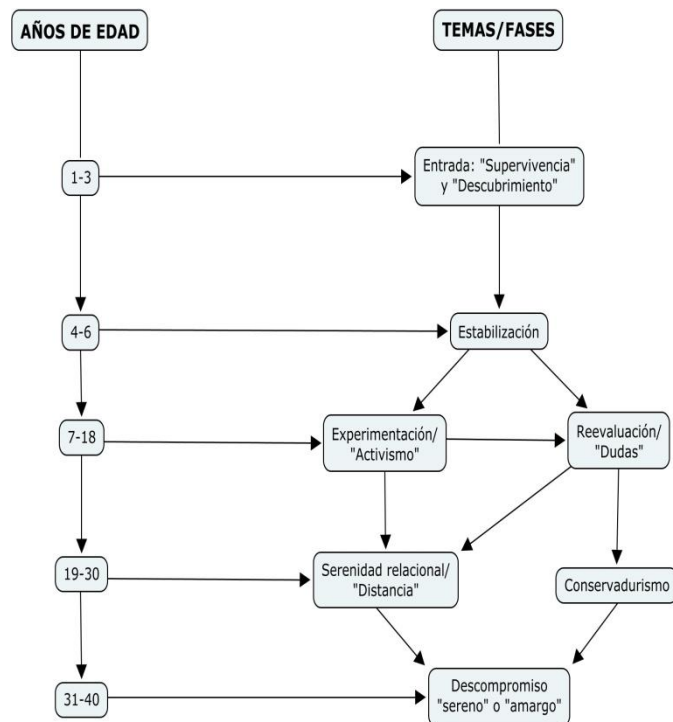 AÑOS DE EDAD
TEMAS/FASES
1-3
Entrada: "Supervivencia"
y "Descubrimiento"
4-6
Estabilización
7-18
Experimentación/
"Activismo"
Reevaluación/
"Dudas"
19-30
Serenidad relacional/
"Distancia"
Conservadurismo
31-40
Descompromiso
"sereno" o "amargo"